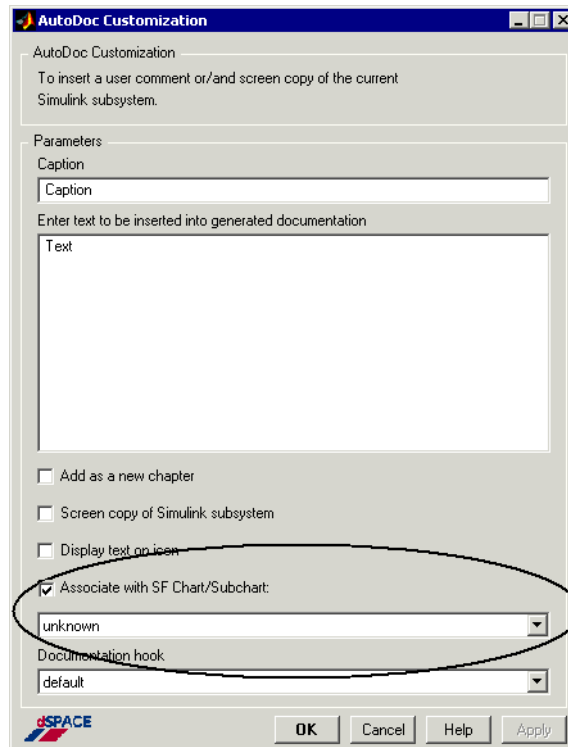 AutoDoc Customization
AutoDoc Customization
To insert a user comment or/and screen copy of the current
Simulink subsystem.
Parameters
Caption
Caption
Enter text to be inserted into generated documentation
Text
Add as a new chapter
Screen copy of Simulink subsystem
Display text on icon
Associate with SF Chart/Subchart:
unknown
Documentation hook
default
dSPACE
OK Cancel Help Apply